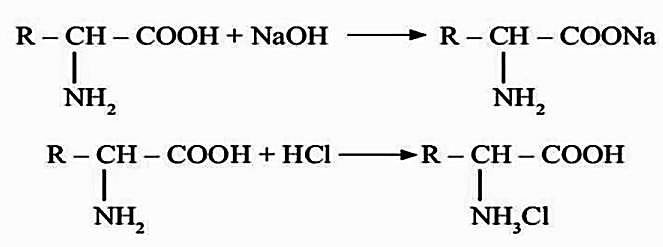 R – CH – COOH + NaOH ⟶ R – CH – COONa
NH₂ NH₂
R – CH – COOH + HCl ⟶ R – CH – COOH
NH₂ NH₃Cl